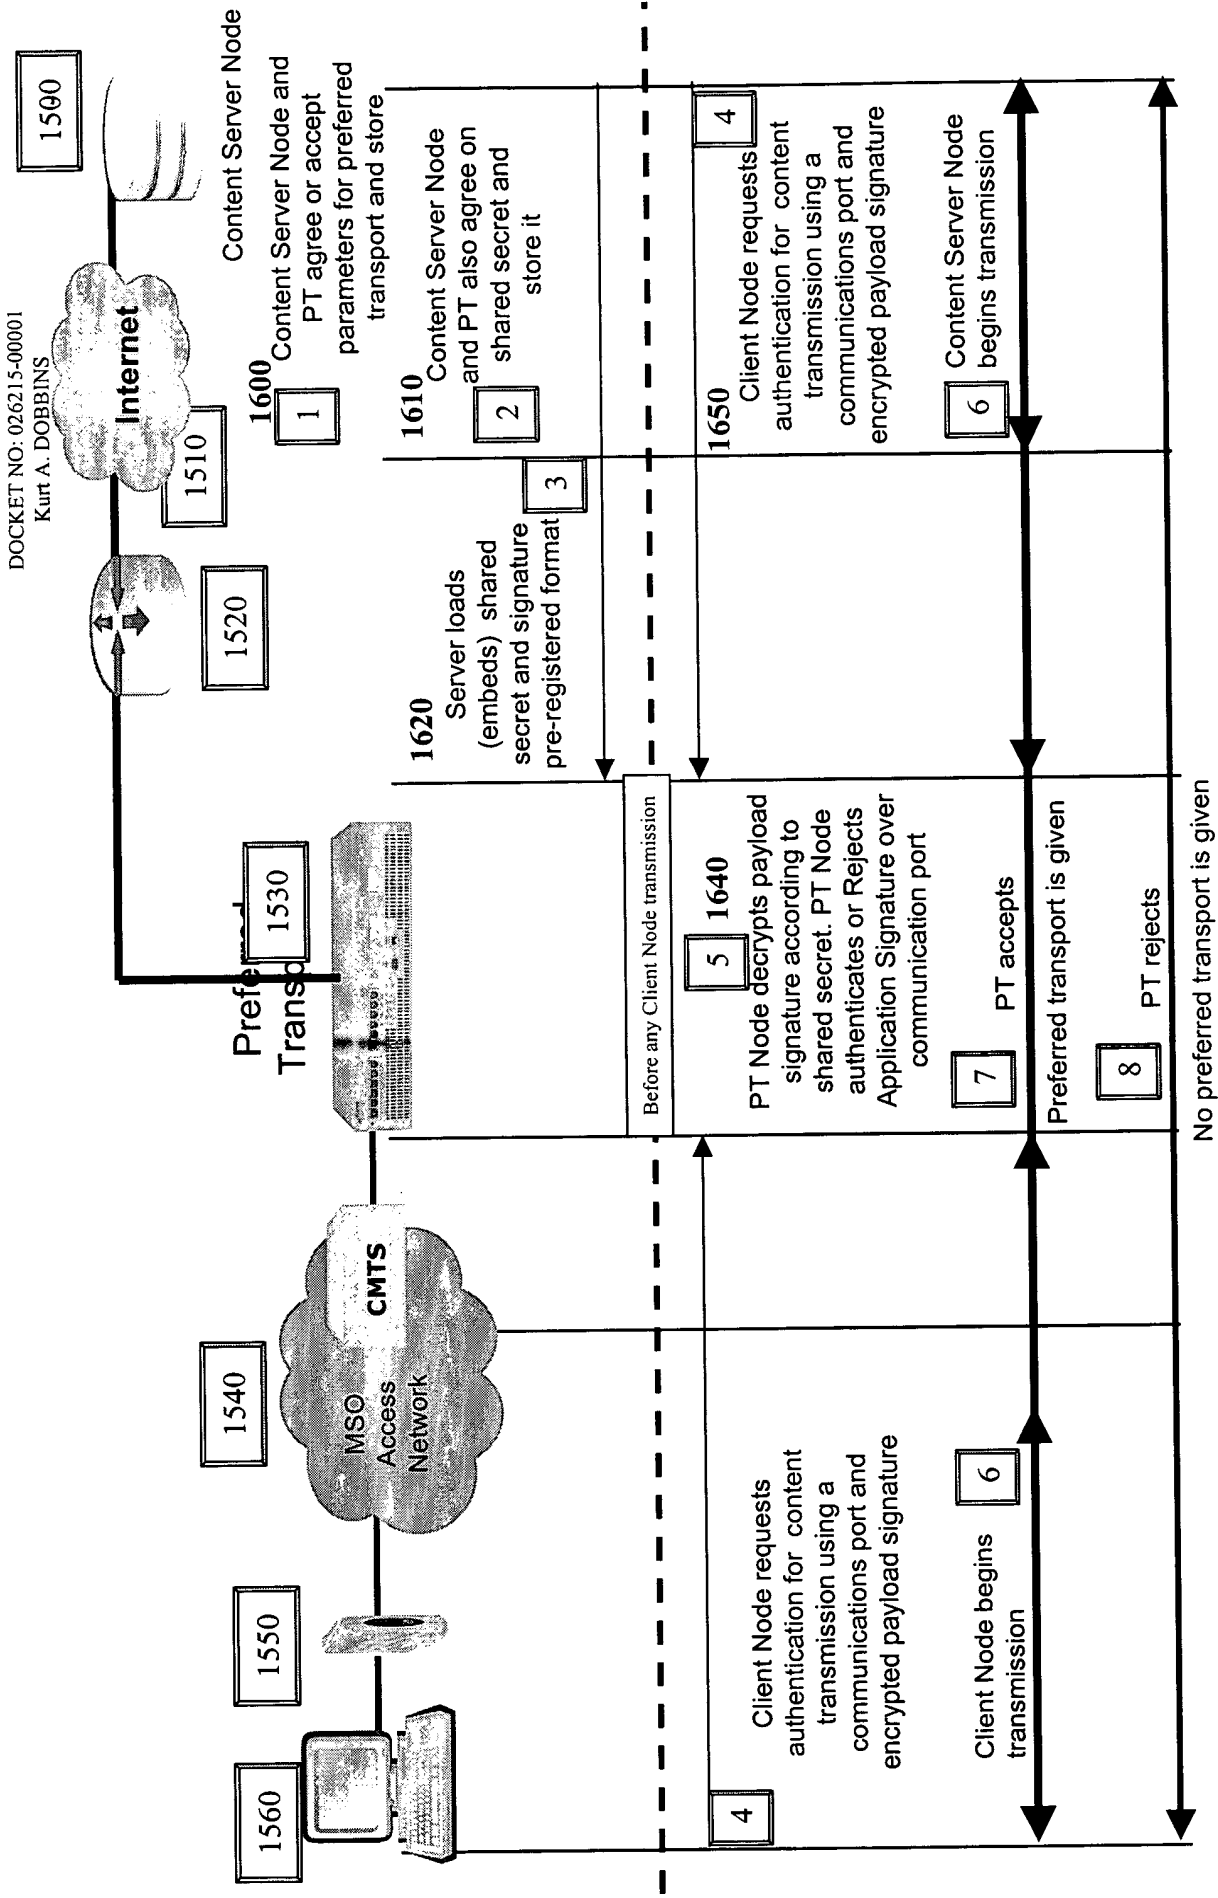 DOCKET NO: 026215-00001
Kurt A. DOBBINS
1560
1550
1540
1530
1520
1510
1500
MSO
Access
Network
CMTS
Internet
Content Server Node
1600
1
Content Server Node and
PT agree or accept
parameters for preferred
transport and store
1610
2
Content Server Node
and PT also agree on
shared secret and
store it
1620
3
Server loads
(embeds) shared
secret and signature
pre-registered format
Before any Client Node transmission
4
Client Node requests
authentication for content
transmission using a
communications port and
encrypted payload signature
5
1640
PT Node decrypts payload
signature according to
shared secret. PT Node
authenticates or Rejects
Application Signature over
communication port
1650
4
Client Node requests
authentication for content
transmission using a
communications port and
encrypted payload signature
6
Client Node begins
transmission
7
PT accepts
Preferred transport is given
6
Content Server Node
begins transmission
8
PT rejects
No preferred transport is given